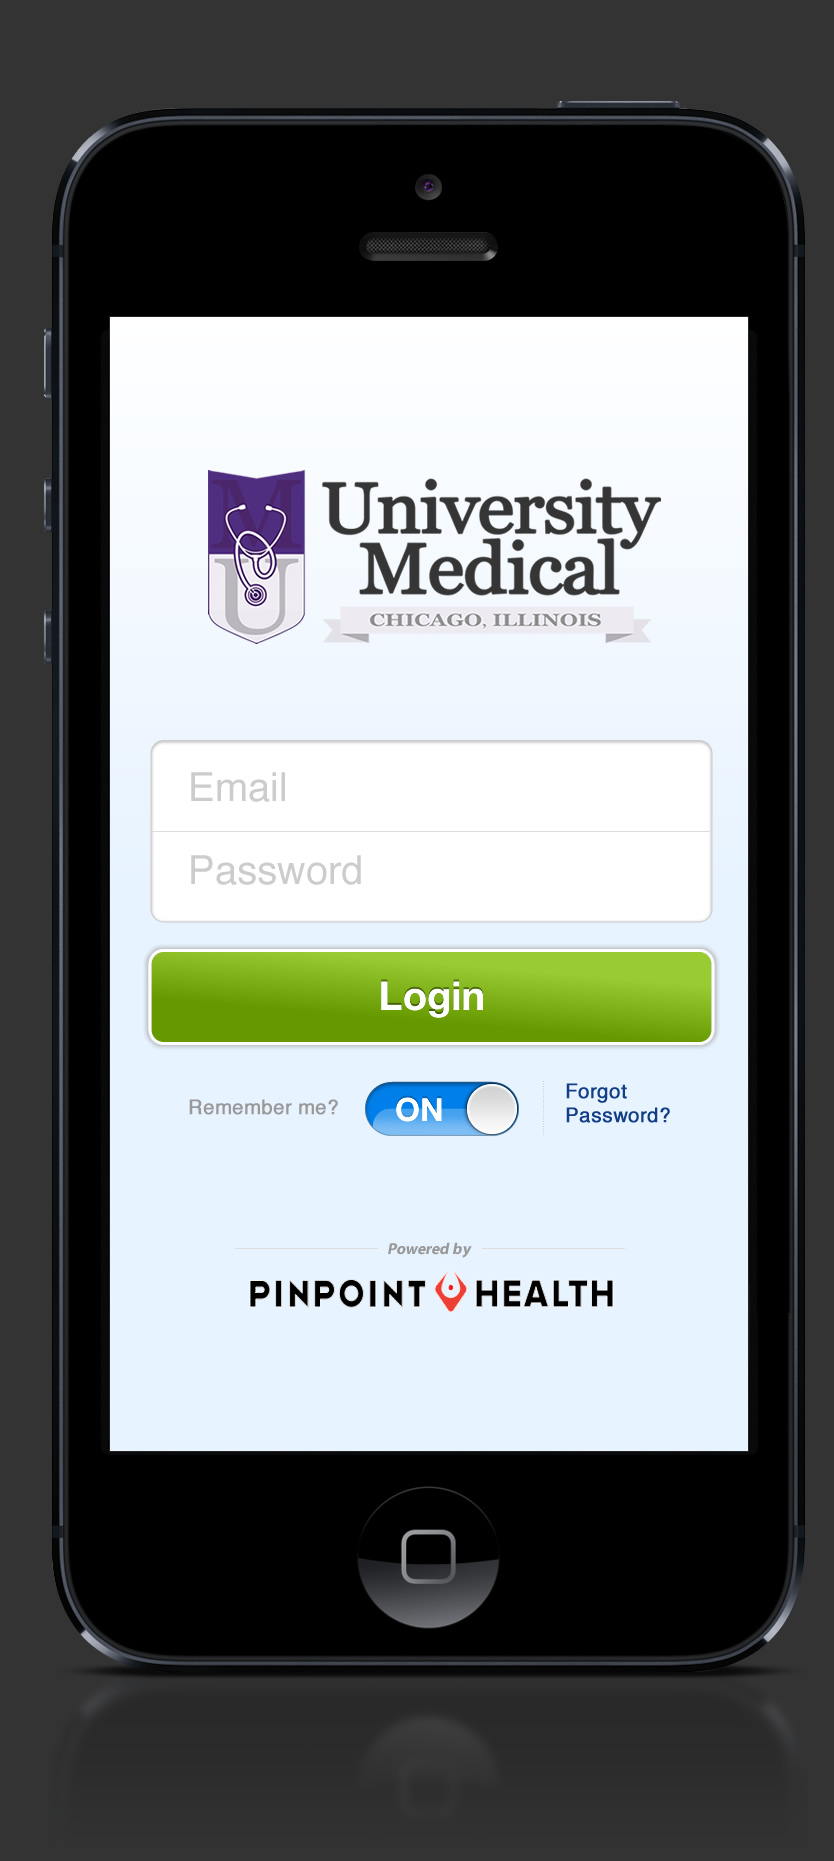 MU
University
Medical
CHICAGO, ILLINOIS
Email
Password
Login
Remember me?
ON
Forgot
Password?
Powered by
PINPOINT HEALTH